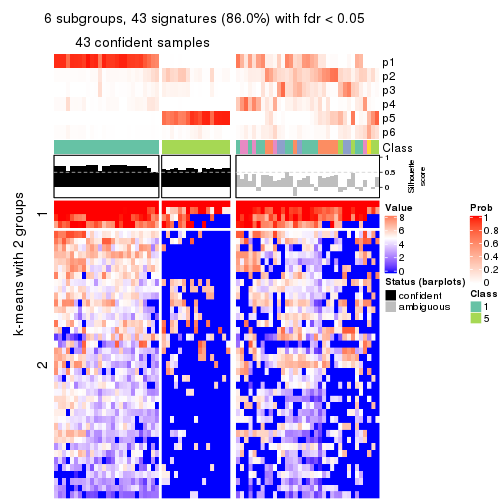 6 subgroups, 43 signatures (86.0%) with fdr < 0.05
43 confident samples
p1
p2
p3
p4
p5
p6
Class
1
0.5
0
Silhouette
score
k-means with 2 groups
1
2
Value
8
6
4
2
0
Prob
1
0.8
0.6
0.4
0.2
0
Status (barplots)
confident
ambiguous
Class
1
5